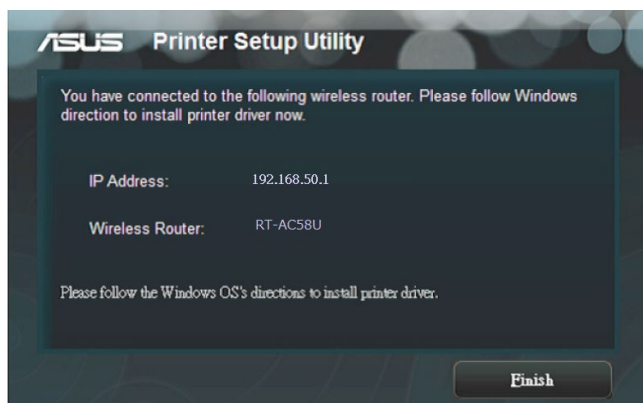 ASUS Printer Setup Utility
You have connected to the following wireless router. Please follow Windows
direction to install printer driver now.
IP Address: 192.168.50.1
Wireless Router: RT-AC58U
Please follow the Windows OS's directions to install printer driver.
Finish